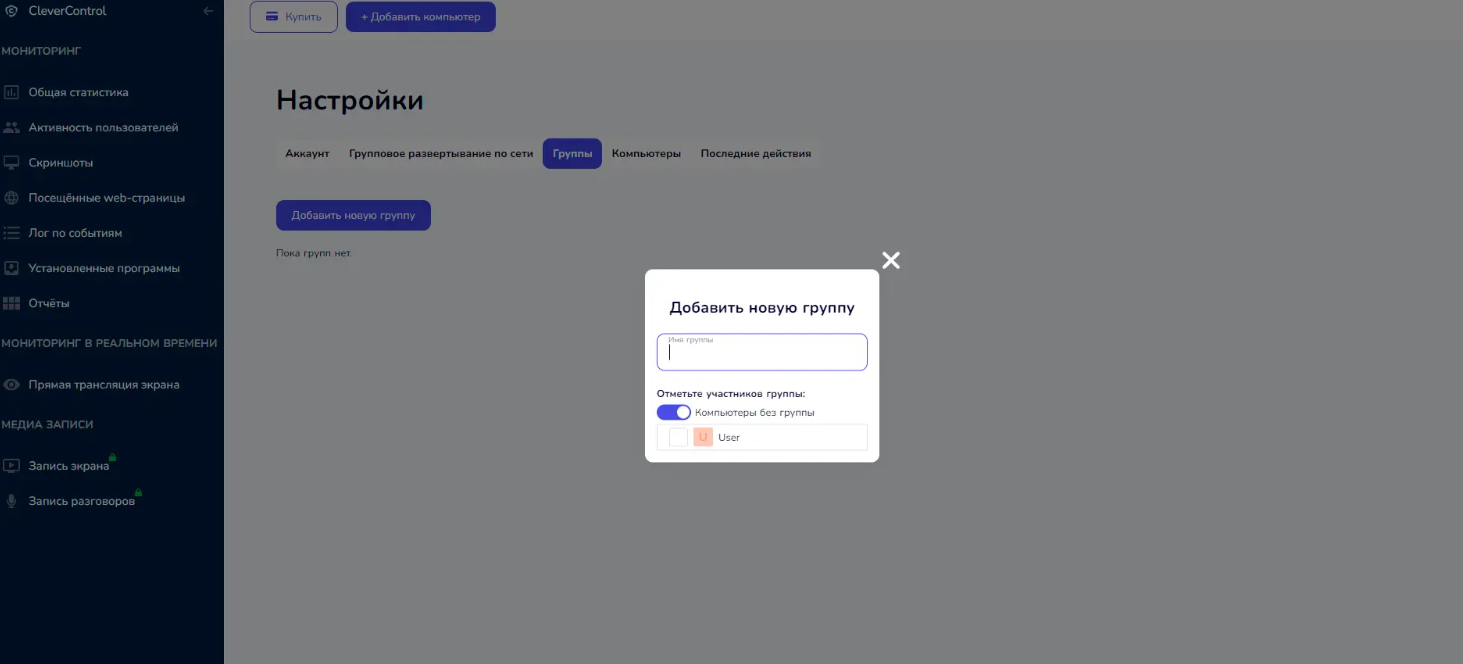 CleverControl
Купить
+ Добавить компьютер
МОНИТОРИНГ
Общая статистика
Активность пользователей
Скриншоты
Посещённые web-страницы
Лог по событиям
Установленные программы
Отчёты
МОНИТОРИНГ В РЕАЛЬНОМ ВРЕМЕНИ
Прямая трансляция экрана
МЕДИА ЗАПИСИ
Запись экрана
Запись разговоров
Настройки
Аккаунт Групповое развертывание по сети Группы Компьютеры Последние действия
Добавить новую группу
Пока групп нет.
Добавить новую группу
Имя группы
Отметьте участников группы:
Компьютеры без группы
U User